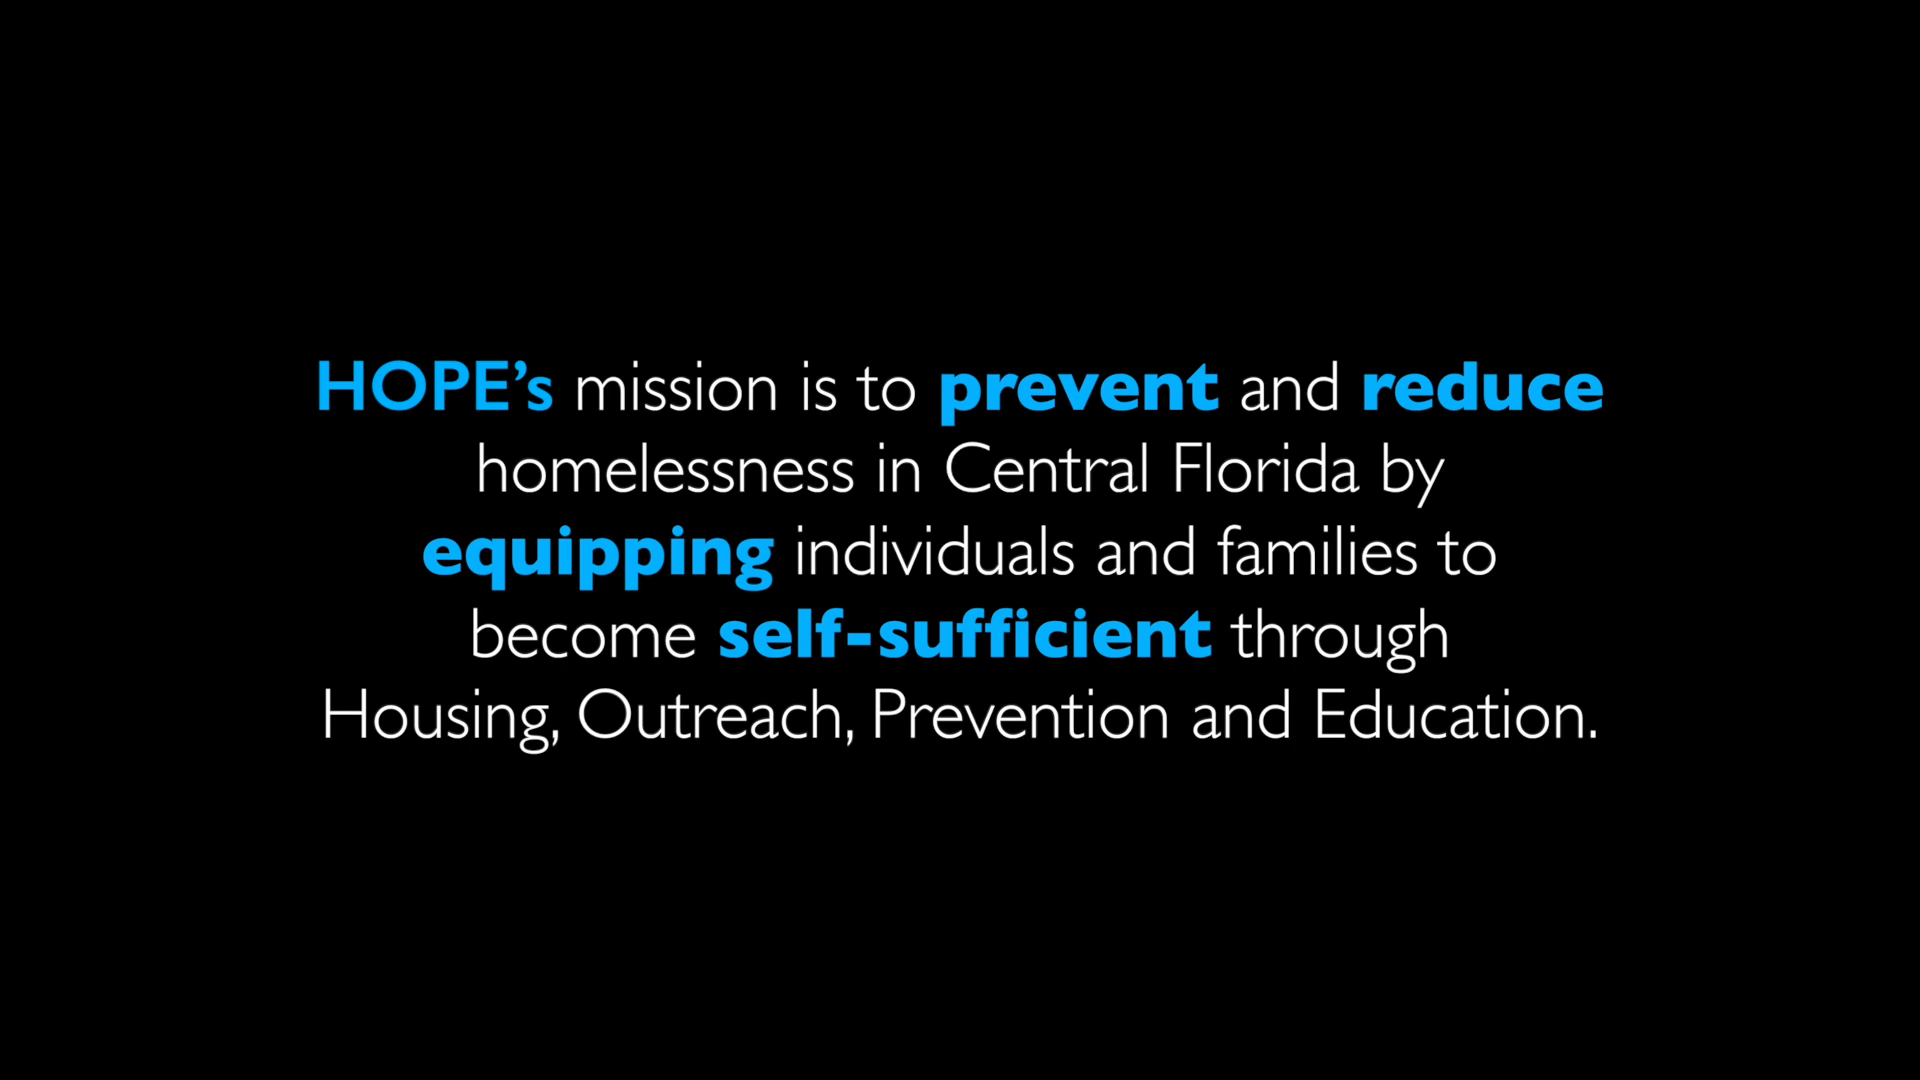 HOPE’s mission is to prevent and reduce
homelessness in Central Florida by
equipping individuals and families to
become self-sufficient through
Housing, Outreach, Prevention and Education.